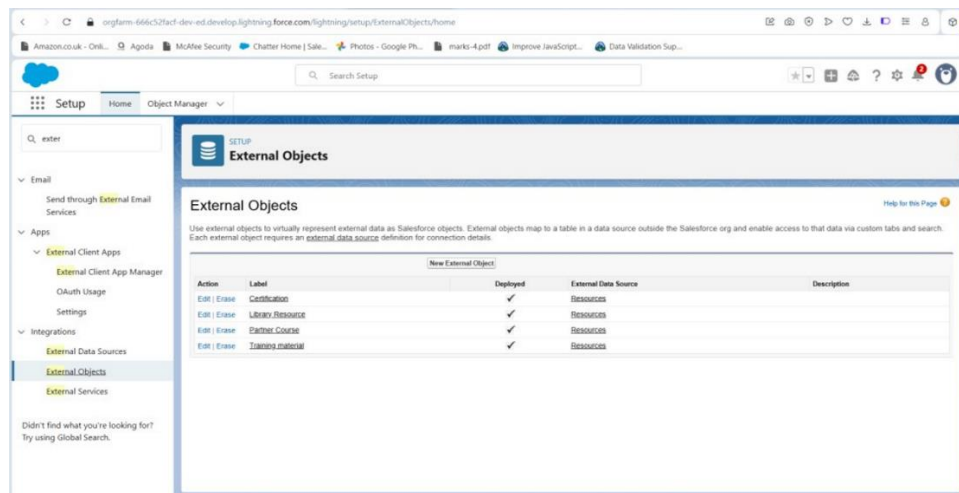 orgfarm-666c52facf-dev-ed.develop.lightning.force.com/lightning/setup/ExternalObjects/home
Amazon.co.uk - Onli... Agoda McAfee Security Chatter Home | Sale... Photos - Google Ph... marks-4.pdf Improve JavaScript... Data Validation Sup...
Search Setup
2
Setup Home Object Manager
exter
SETUP
External Objects
Email
Send through External Email
Services
Apps
External Client Apps
External Client App Manager
OAuth Usage
Settings
Integrations
External Data Sources
External Objects
External Services
Didn't find what you're looking for?
Try using Global Search.
External Objects
Help for this Page
Use external objects to virtually represent external data as Salesforce objects. External objects map to a table in a data source outside the Salesforce org and enable access to that data via custom tabs and search.
Each external object requires an external data source definition for connection details.
New External Object
Action Label Deployed External Data Source Description
Edit | Erase Certification Resources
Edit | Erase Library Resource Resources
Edit | Erase Partner Course Resources
Edit | Erase Training material Resources